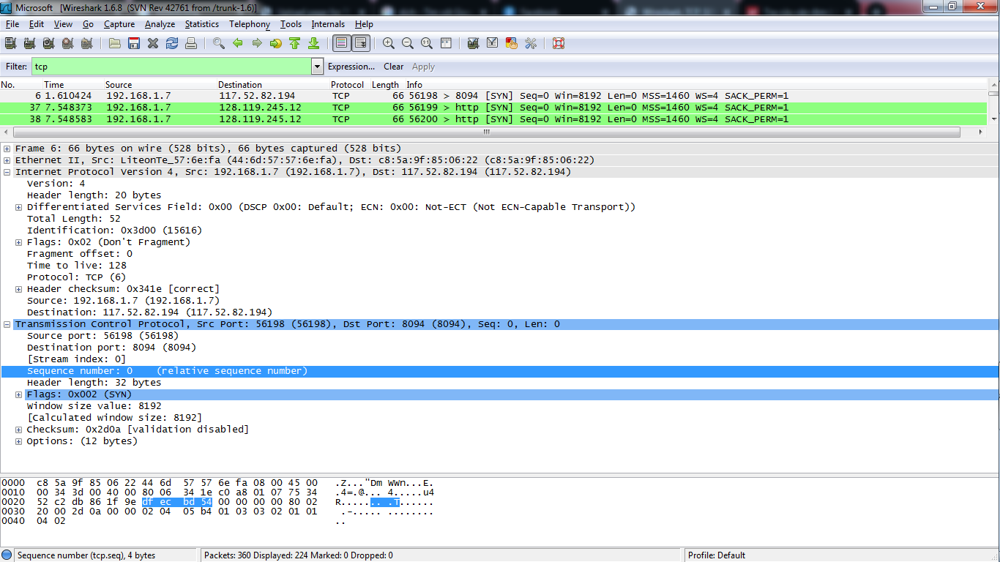 Microsoft   [Wireshark 1.6.8  (SVN Rev 42761 from /trunk-1.6)]
File Edit View Go Capture Analyze Statistics Telephony Tools Internals Help
Filter: tcp Expression... Clear Apply
No. Time Source Destination Protocol Length Info
6 1.610424 192.168.1.7 117.52.82.194 TCP 66 56198 > 8094 [SYN] Seq=0 Win=8192 Len=0 MSS=1460 WS=4 SACK_PERM=1
37 7.548373 192.168.1.7 128.119.245.12 TCP 66 56199 > http [SYN] Seq=0 Win=8192 Len=0 MSS=1460 WS=4 SACK_PERM=1
38 7.548583 192.168.1.7 128.119.245.12 TCP 66 56200 > http [SYN] Seq=0 Win=8192 Len=0 MSS=1460 WS=4 SACK_PERM=1
Frame 6: 66 bytes on wire (528 bits), 66 bytes captured (528 bits)
Ethernet II, Src: LiteonTe_57:6e:fa (44:6d:57:57:6e:fa), Dst: c8:5a:9f:85:06:22 (c8:5a:9f:85:06:22)
Internet Protocol Version 4, Src: 192.168.1.7 (192.168.1.7), Dst: 117.52.82.194 (117.52.82.194)
Version: 4
Header length: 20 bytes
Differentiated Services Field: 0x00 (DSCP 0x00: Default; ECN: 0x00: Not-ECT (Not ECN-Capable Transport))
Total Length: 52
Identification: 0x3d00 (15616)
Flags: 0x02 (Don't Fragment)
Fragment offset: 0
Time to live: 128
Protocol: TCP (6)
Header checksum: 0x341e [correct]
Source: 192.168.1.7 (192.168.1.7)
Destination: 117.52.82.194 (117.52.82.194)
Transmission Control Protocol, Src Port: 56198 (56198), Dst Port: 8094 (8094), Seq: 0, Len: 0
Source port: 56198 (56198)
Destination port: 8094 (8094)
[Stream index: 0]
Sequence number: 0    (relative sequence number)
Header length: 32 bytes
Flags: 0x002 (SYN)
Window size value: 8192
[Calculated window size: 8192]
Checksum: 0x2d0a [validation disabled]
Options: (12 bytes)
0000  c8 5a 9f 85 06 22 44 6d  57 57 6e fa 08 00 45 00   .Z..."Dm WWn...E.
0010  00 34 3d 00 40 00 80 06  34 1e c0 a8 01 07 75 34   .4=.@... 4.....u4
0020  52 c2 db 86 1f 9e df ec  bd 54 00 00 00 00 80 02   R....... .T......
0030  20 00 2d 0a 00 00 02 04  05 b4 01 03 03 02 01 01    .-..... ........
0040  04 02   ..
Sequence number (tcp.seq), 4 bytes Packets: 360 Displayed: 224 Marked: 0 Dropped: 0 Profile: Default